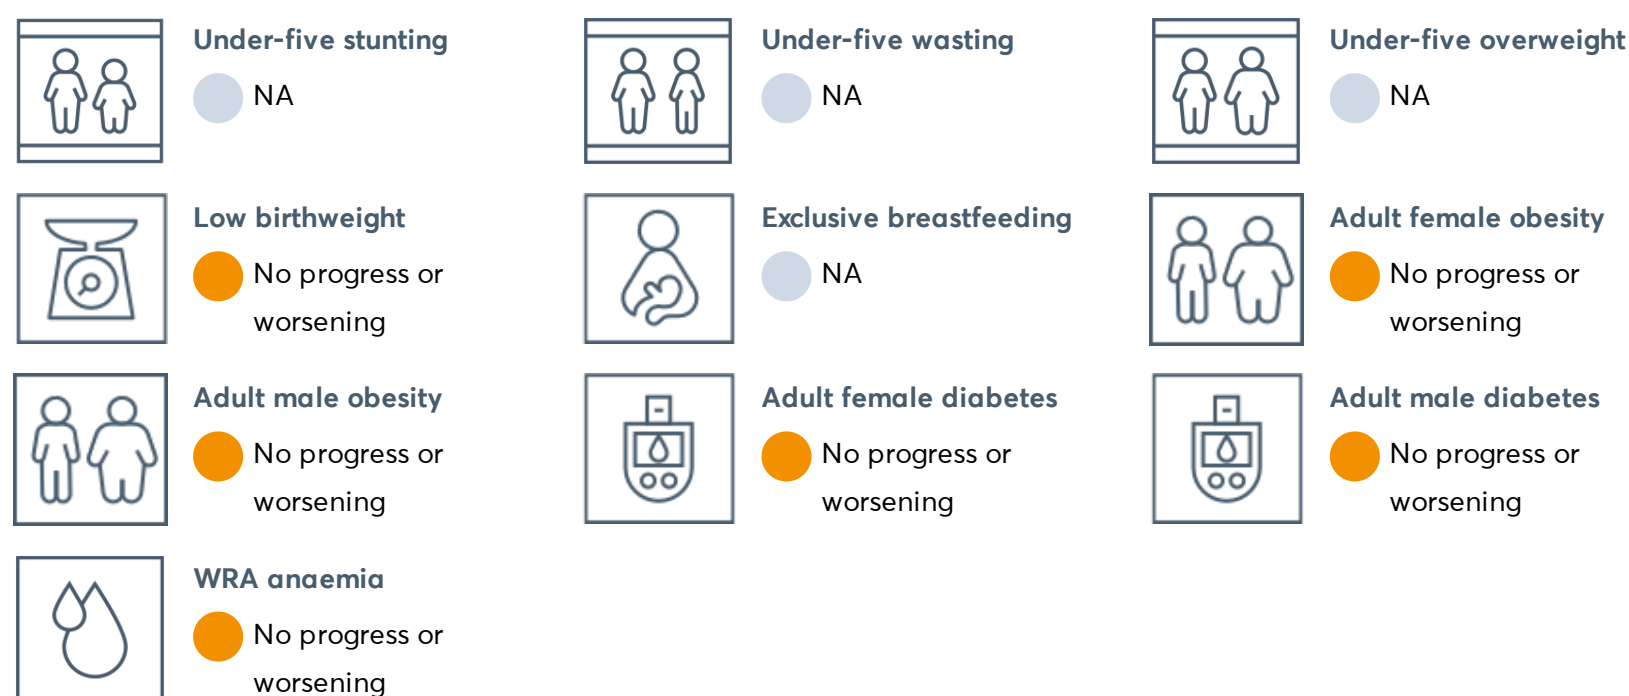 Under-five stunting
NA
Under-five wasting
NA
Under-five overweight
NA
Low birthweight
No progress or
worsening
Exclusive breastfeeding
NA
Adult female obesity
No progress or
worsening
Adult male obesity
No progress or
worsening
Adult female diabetes
No progress or
worsening
Adult male diabetes
No progress or
worsening
WRA anaemia
No progress or
worsening